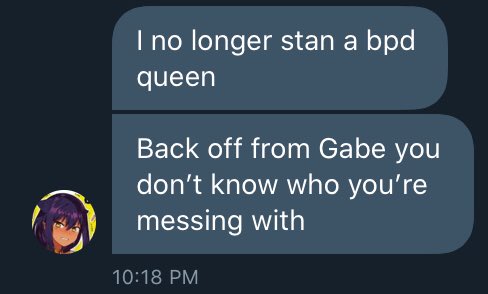 I no longer stan a bpd
queen
Back off from Gabe you
don’t know who you’re
messing with
10:18 PM